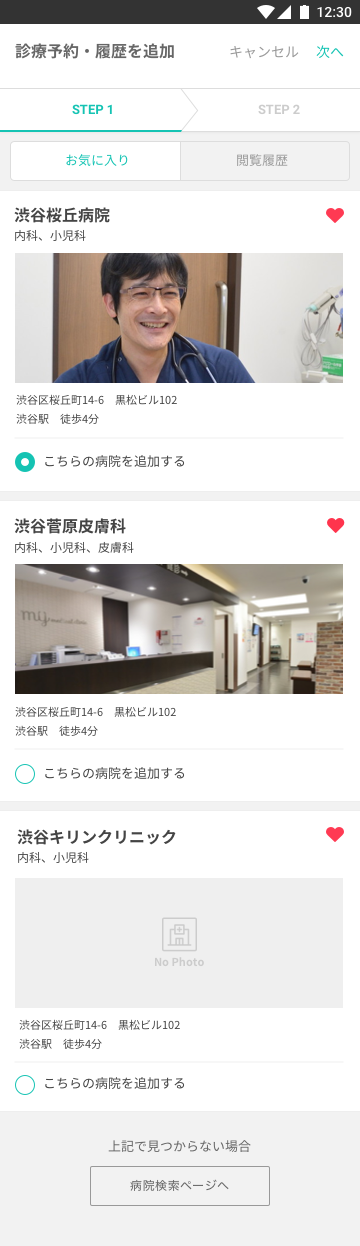 12:30
診療予約・履歴を追加 キャンセル 次へ
STEP 1 STEP 2
お気に入り 閲覧履歴
渋谷桜丘病院
内科、小児科
渋谷区桜丘町14-6　黒松ビル102
渋谷駅　徒歩4分
こちらの病院を追加する
渋谷菅原皮膚科
内科、小児科、皮膚科
mij
渋谷区桜丘町14-6　黒松ビル102
渋谷駅　徒歩4分
こちらの病院を追加する
渋谷キリンクリニック
内科、小児科
No Photo
渋谷区桜丘町14-6　黒松ビル102
渋谷駅　徒歩4分
こちらの病院を追加する
上記で見つからない場合
病院検索ページへ